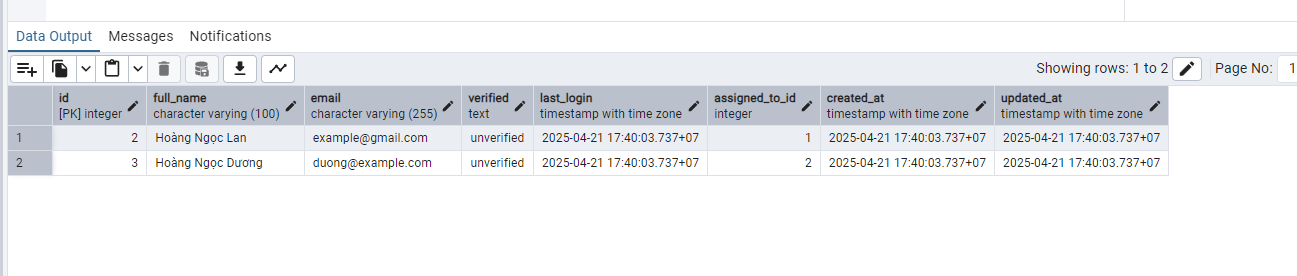 Data Output Messages Notifications
Showing rows: 1 to 2 Page No: 1
id full_name email verified last_login assigned_to_id created_at updated_at
[PK] integer character varying (100) character varying (255) text timestamp with time zone integer timestamp with time zone timestamp with time zone
1 2 Hoàng Ngọc Lan example@gmail.com unverified 2025-04-21 17:40:03.737+07 1 2025-04-21 17:40:03.737+07 2025-04-21 17:40:03.737+07
2 3 Hoàng Ngọc Dương duong@example.com unverified 2025-04-21 17:40:03.737+07 2 2025-04-21 17:40:03.737+07 2025-04-21 17:40:03.737+07